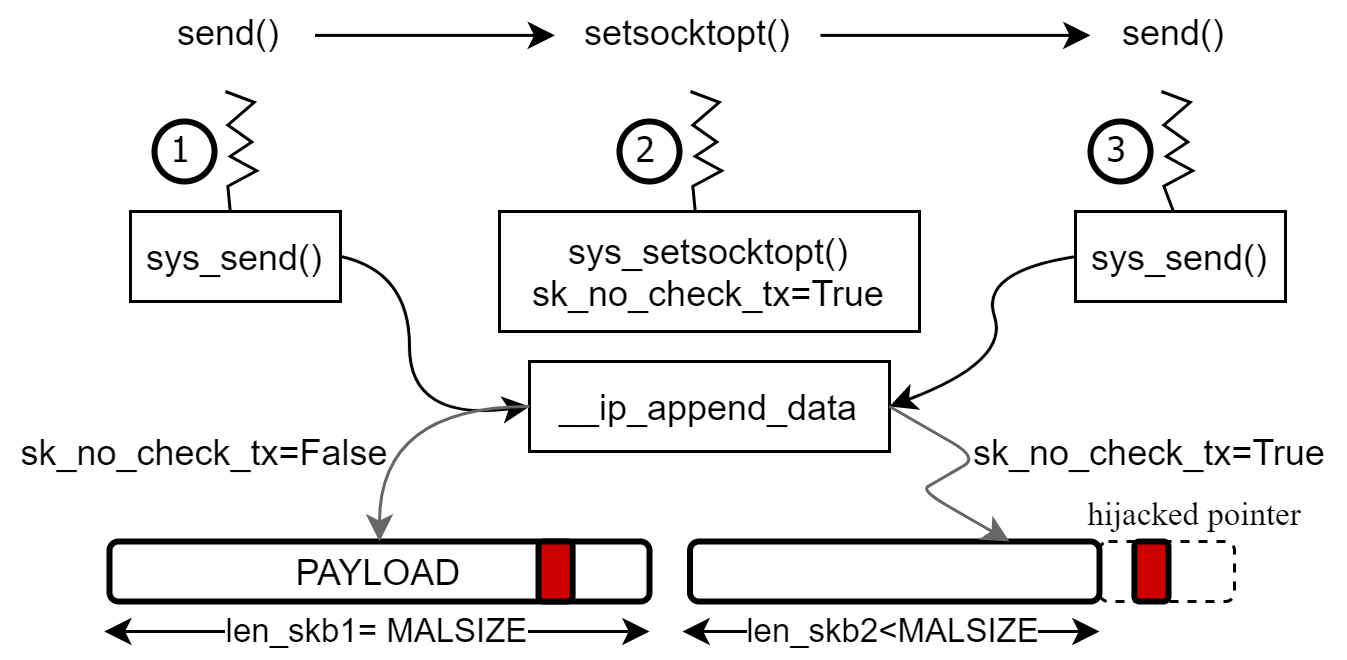 send()
setsocktopt()
send()
1
2
3
sys_send()
sys_setsocktopt()
sk_no_check_tx=True
sys_send()
__ip_append_data
sk_no_check_tx=False
sk_no_check_tx=True
hijacked pointer
PAYLOAD
len_skb1= MALSIZE
len_skb2<MALSIZE